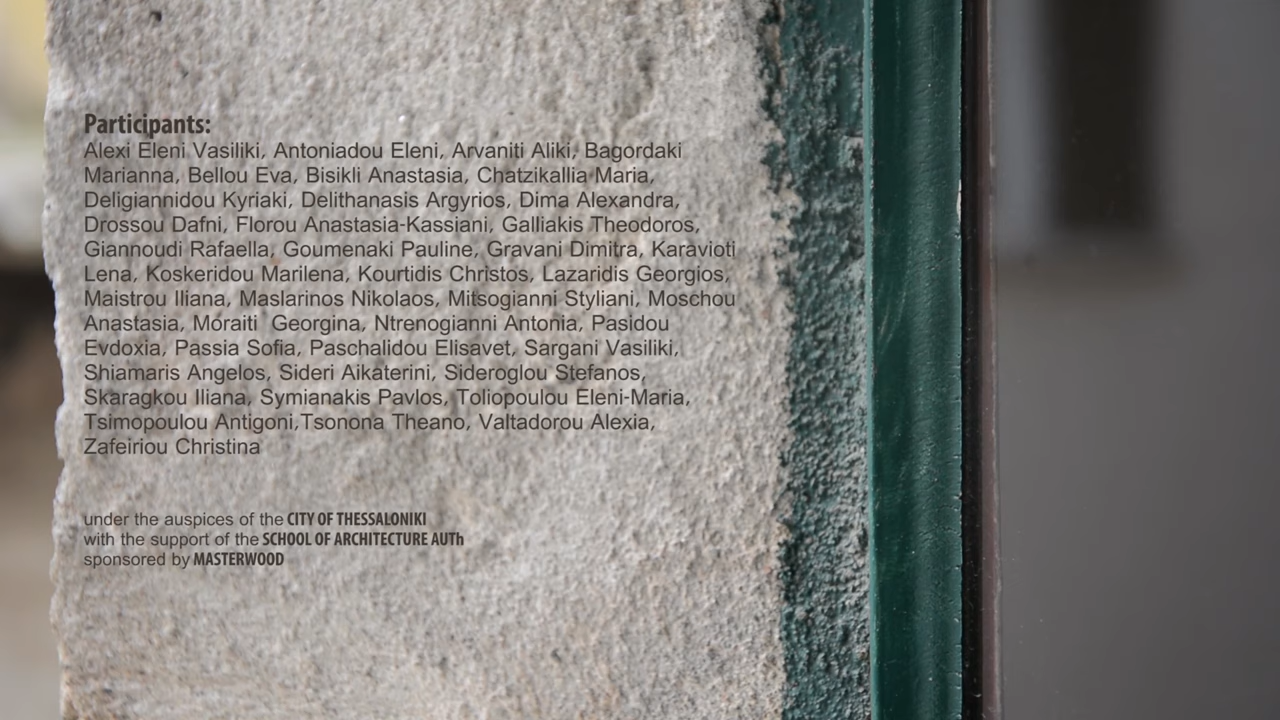 Participants:
Alexi Eleni Vasiliki, Antoniadou Eleni, Arvaniti Aliki, Bagordaki
Marianna, Bellou Eva, Bisikli Anastasia, Chatzikallia Maria,
Deligiannidou Kyriaki, Delithanasis Argyrios, Dima Alexandra,
Drossou Dafni, Florou Anastasia-Kassiani, Galliakis Theodoros,
Giannoudi Rafaella, Goumenaki Pauline, Gravani Dimitra, Karavioti
Lena, Koskeridou Marilena, Kourtidis Christos, Lazaridis Georgios,
Maistrou Iliana, Maslarinos Nikolaos, Mitsogianni Styliani, Moschou
Anastasia, Moraiti  Georgina, Ntrenogianni Antonia, Pasidou
Evdoxia, Passia Sofia, Paschalidou Elisavet, Sargani Vasiliki,
Shiamaris Angelos, Sideri Aikaterini, Sideroglou Stefanos,
Skaragkou Iliana, Symianakis Pavlos, Toliopoulou Eleni-Maria,
Tsimopoulou Antigoni,Tsonona Theano, Valtadorou Alexia,
Zafeiriou Christina
under the auspices of the CITY OF THESSALONIKI
with the support of the SCHOOL OF ARCHITECTURE AUTh
sponsored by MASTERWOOD